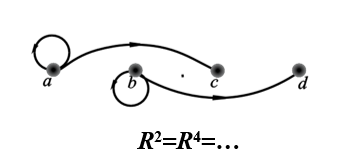 a b c d
R²=R⁴=…